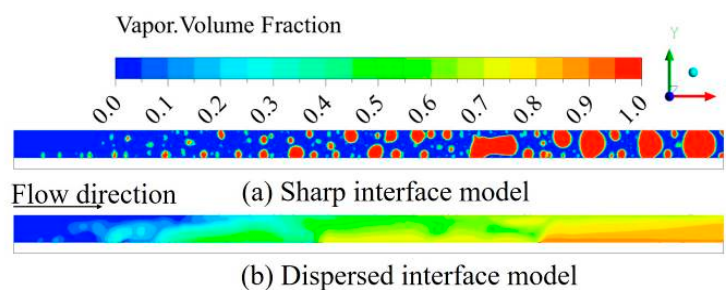 Vapor.Volume Fraction
Y
0.0 0.1 0.2 0.3 0.4 0.5 0.6 0.7 0.8 0.9 1.0
Flow direction
(a) Sharp interface model
(b) Dispersed interface model